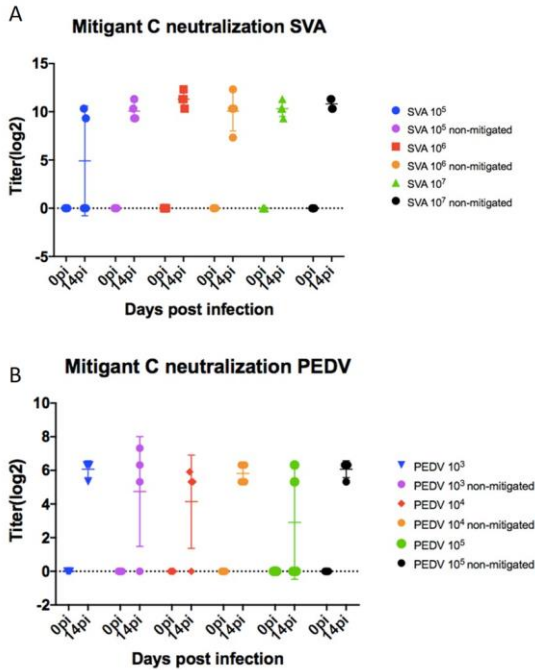 A
Mitigant C neutralization SVA
Titer(log2)
15
10
5
0
-5
0pi 14pi 0pi 14pi 0pi 14pi 0pi 14pi 0pi 14pi 0pi 14pi
Days post infection
SVA 10⁵
SVA 10⁵ non-mitigated
SVA 10⁶
SVA 10⁶ non-mitigated
SVA 10⁷
SVA 10⁷ non-mitigated
B
Mitigant C neutralization PEDV
Titer(log2)
10
8
6
4
2
0
-2
0pi 14pi 0pi 14pi 0pi 14pi 0pi 14pi 0pi 14pi 0pi 14pi
Days post infection
PEDV 10³
PEDV 10³ non-mitigated
PEDV 10⁴
PEDV 10⁴ non-mitigated
PEDV 10⁵
PEDV 10⁵ non-mitigated